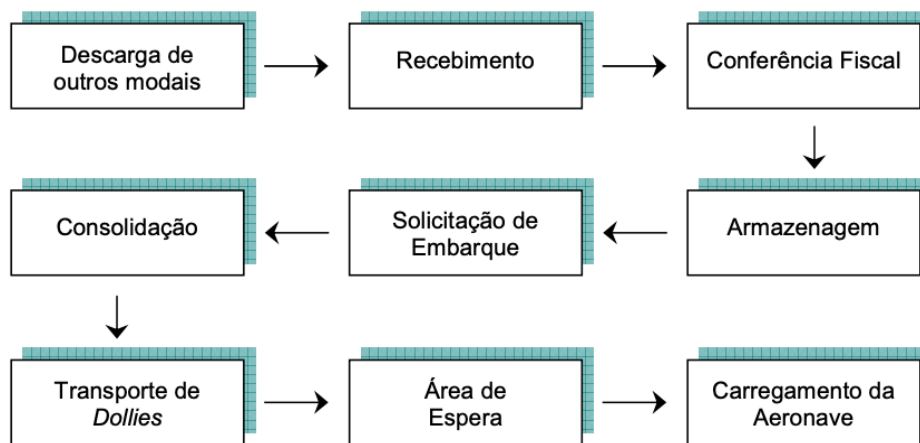 Descarga de
outros modais
Recebimento
Conferência Fiscal
Armazenagem
Solicitação de
Embarque
Consolidação
Transporte de
Dollies
Área de
Espera
Carregamento da
Aeronave